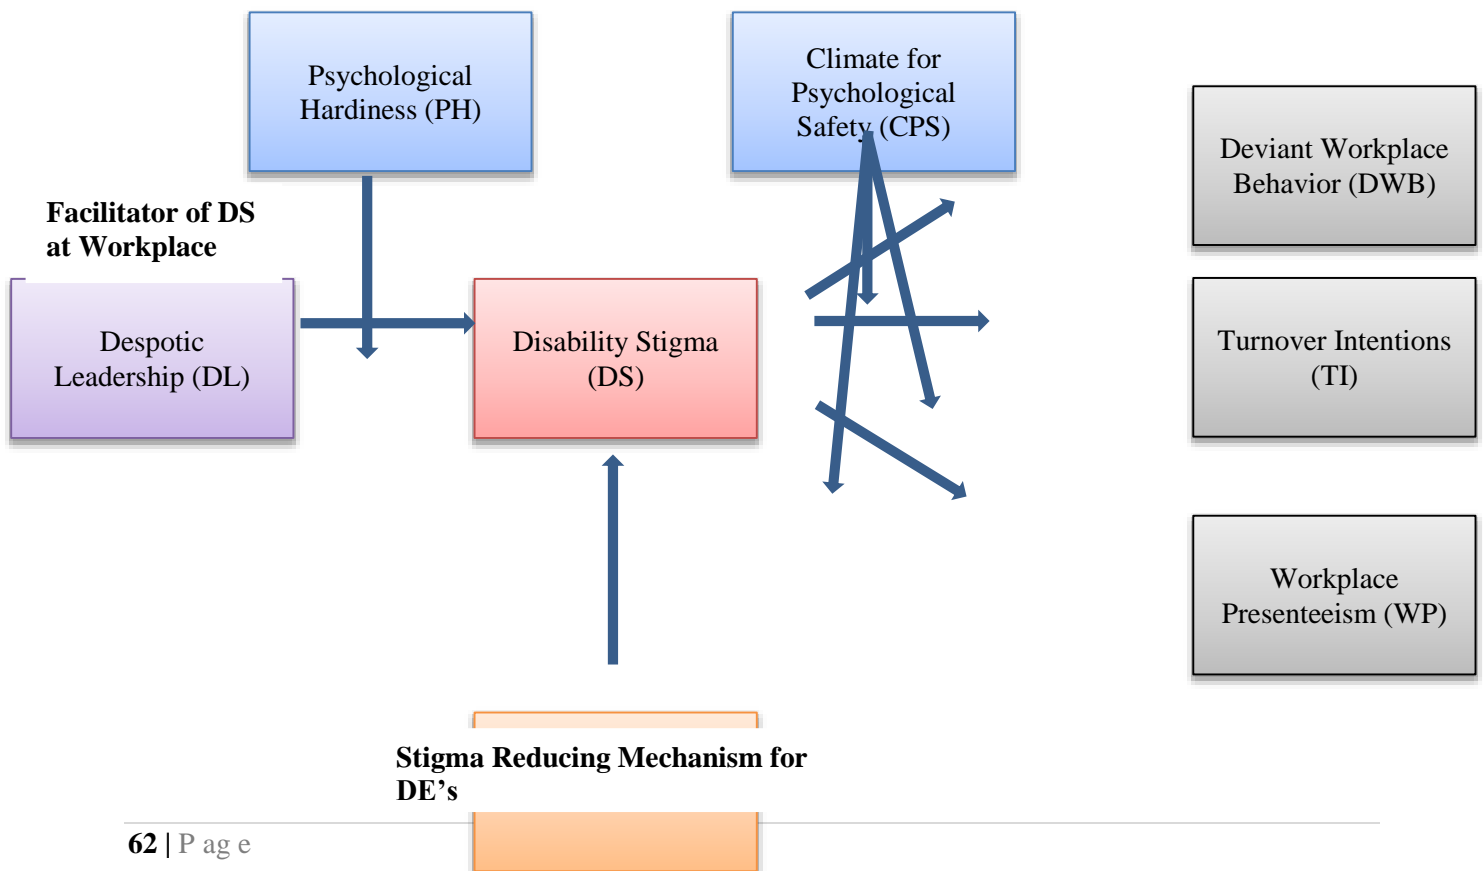 Psychological
Hardiness (PH)
Climate for
Psychological
Safety (CPS)
Deviant Workplace
Behavior (DWB)
Facilitator of DS
at Workplace
Despotic
Leadership (DL)
Disability Stigma
(DS)
Turnover Intentions
(TI)
Workplace
Presenteeism (WP)
Stigma Reducing Mechanism for
DE’s
62 | P ag e